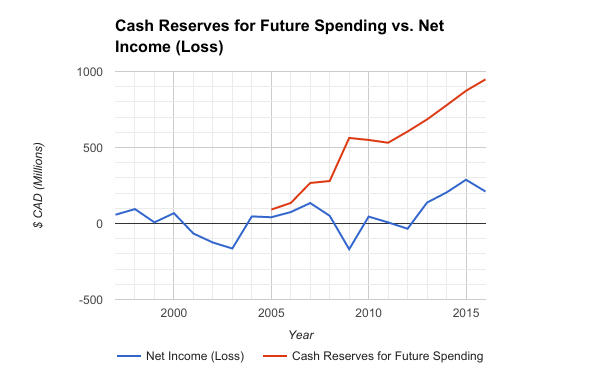 Cash Reserves for Future Spending vs. Net
Income (Loss)
1000
500
0
-500
$ CAD (Millions)
2000 2005 2010 2015
Year
Net Income (Loss) Cash Reserves for Future Spending